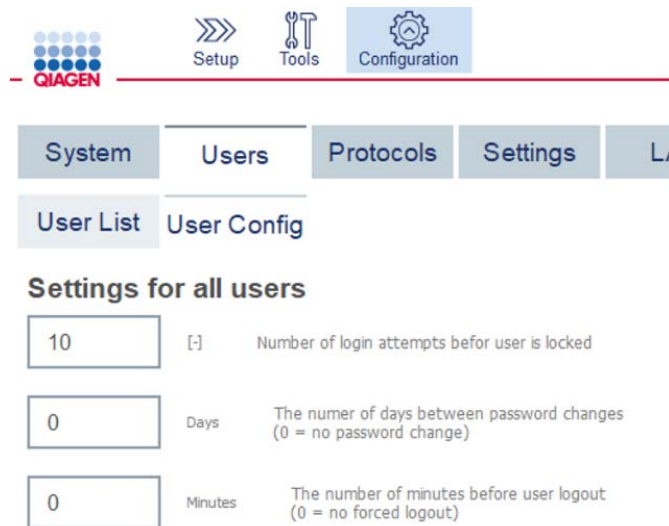 QIAGEN
Setup
Tools
Configuration
System
Users
Protocols
Settings
User List
User Config
Settings for all users
10 [-] Number of login attempts befor user is locked
0 Days The numer of days between password changes
(0 = no password change)
0 Minutes The number of minutes before user logout
(0 = no forced logout)